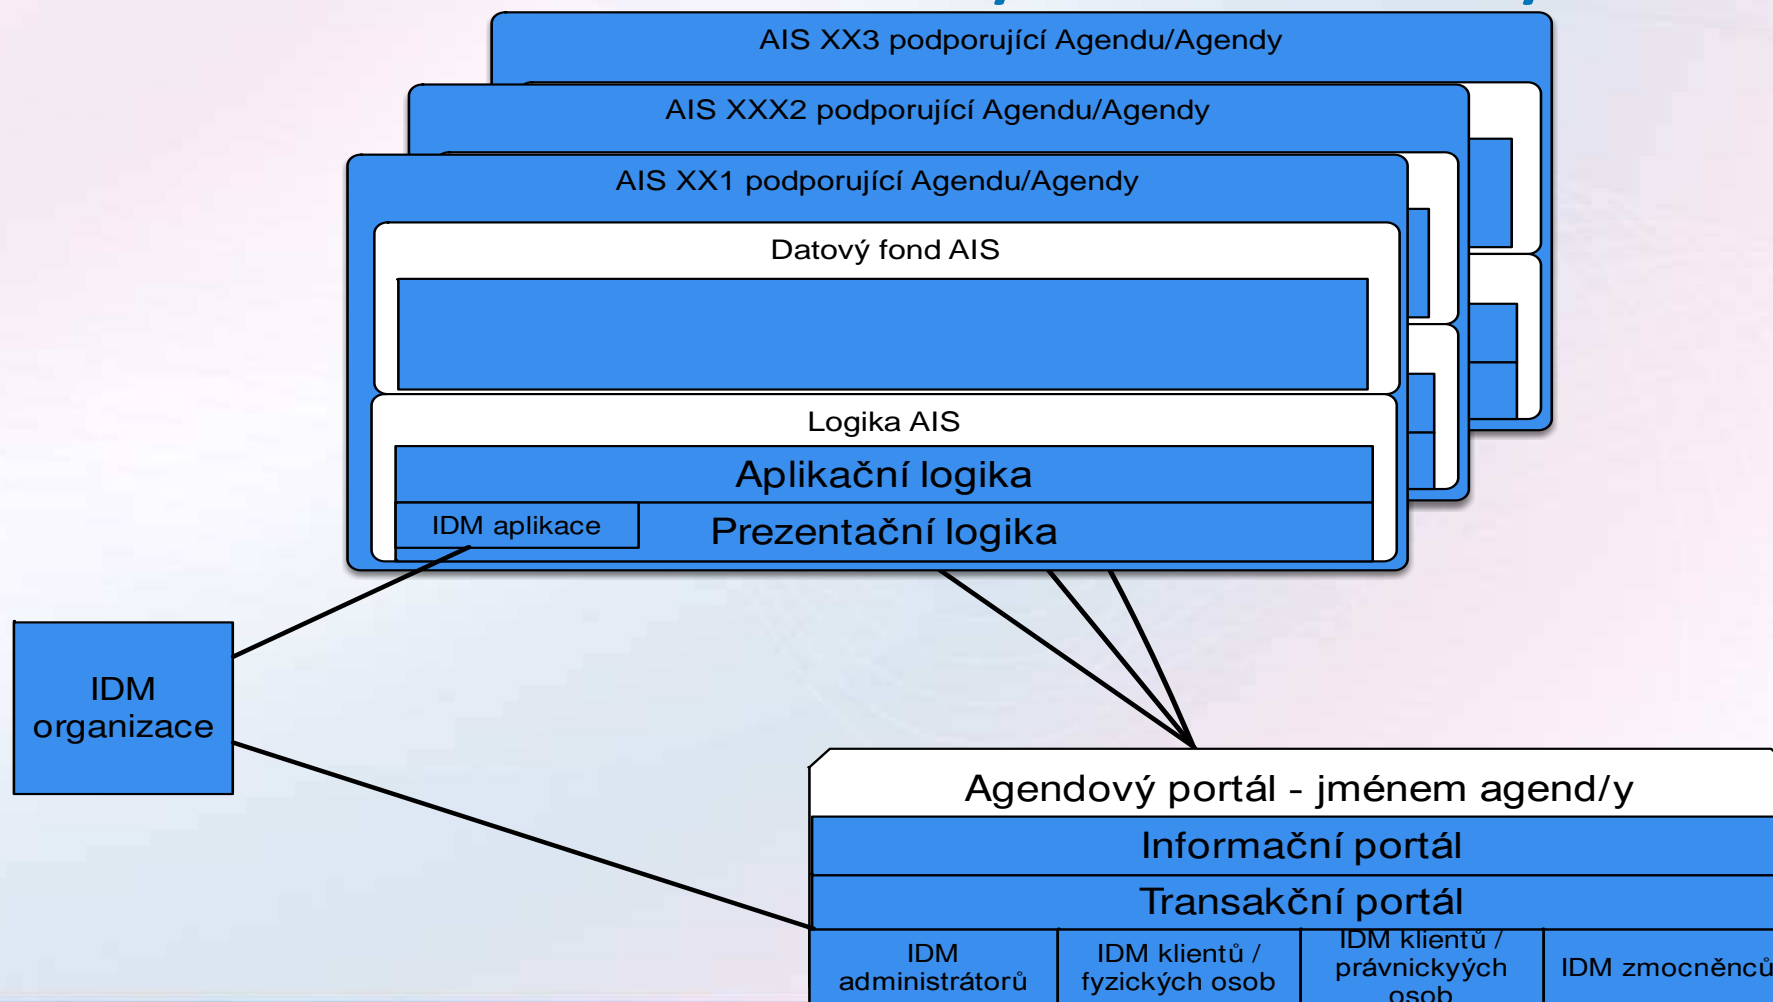 AIS XX3 podporující Agendu/Agendy
AIS XXX2 podporující Agendu/Agendy
AIS XX1 podporující Agendu/Agendy
Datový fond AIS
Logika AIS
Aplikační logika
IDM aplikace
Prezentační logika
IDM
organizace
Agendový portál - jménem agend/y
Informační portál
Transakční portál
IDM
administrátorů
IDM klientů /
fyzických osob
IDM klientů /
právnickyých
osob
IDM zmocněnců